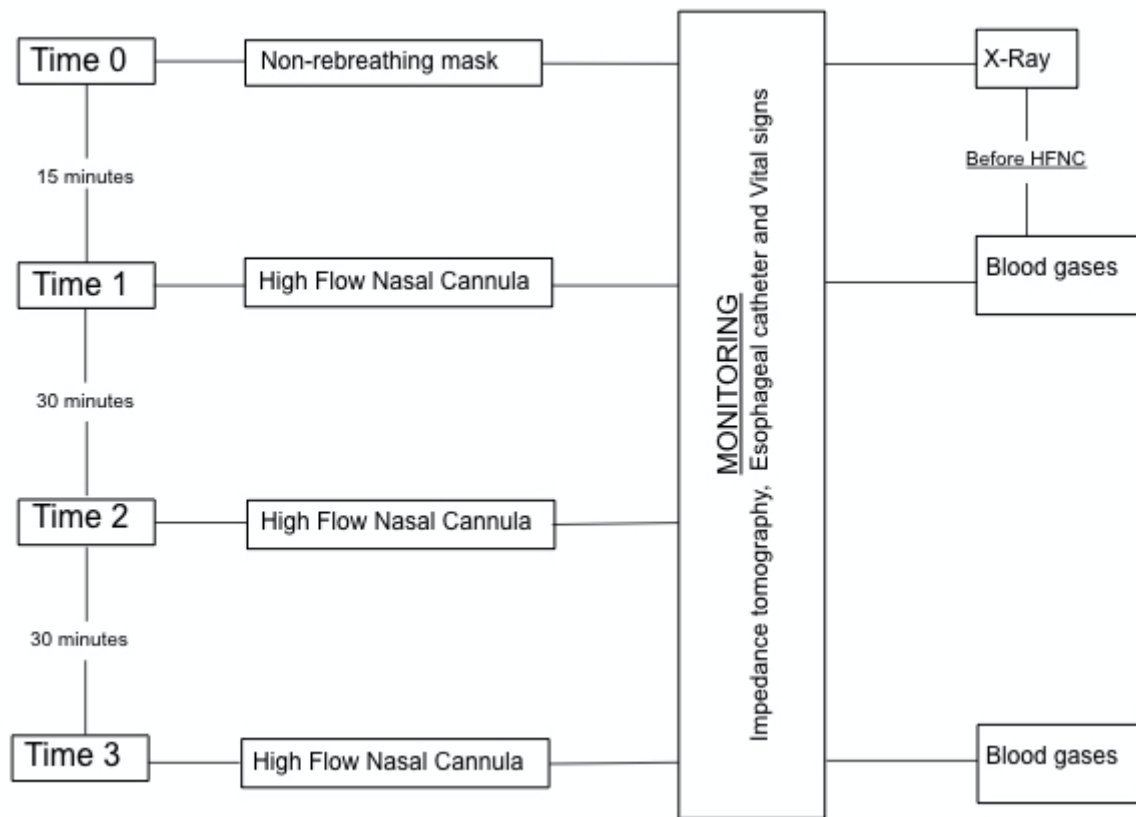 Time 0
Non-rebreathing mask
X-Ray
15 minutes
Before HFNC
Time 1
High Flow Nasal Cannula
Blood gases
30 minutes
MONITORING
Impedance tomography, Esophageal catheter and Vital signs
Time 2
High Flow Nasal Cannula
30 minutes
Time 3
High Flow Nasal Cannula
Blood gases